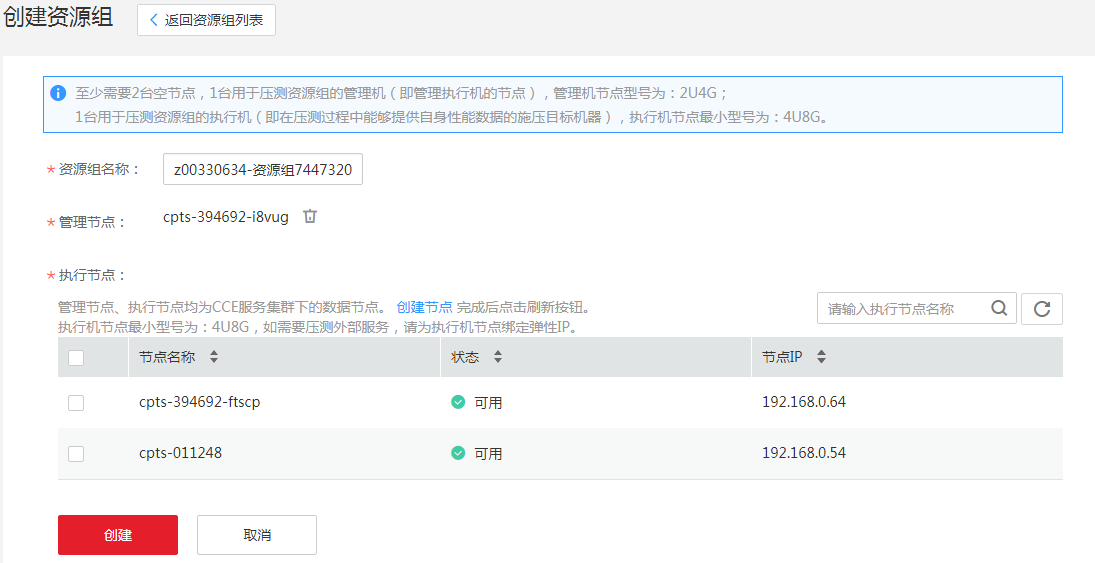 创建资源组
返回资源组列表
至少需要2台空节点，1台用于压测资源组的管理机（即管理执行机的节点），管理机节点型号为：2U4G；
1台用于压测资源组的执行机（即在压测过程中能够提供自身性能数据的施压目标机器），执行机节点最小型号为：4U8G。
* 资源组名称：
z00330634-资源组7447320
* 管理节点：
cpts-394692-i8vug
* 执行节点：
管理节点、执行节点均为CCE服务集群下的数据节点。 创建节点 完成后点击刷新按钮。
执行机节点最小型号为：4U8G，如需要压测外部服务，请为执行机节点绑定弹性IP。
请输入执行节点名称
节点名称 状态 节点IP
cpts-394692-ftscp 可用 192.168.0.64
cpts-011248 可用 192.168.0.54
创建 取消